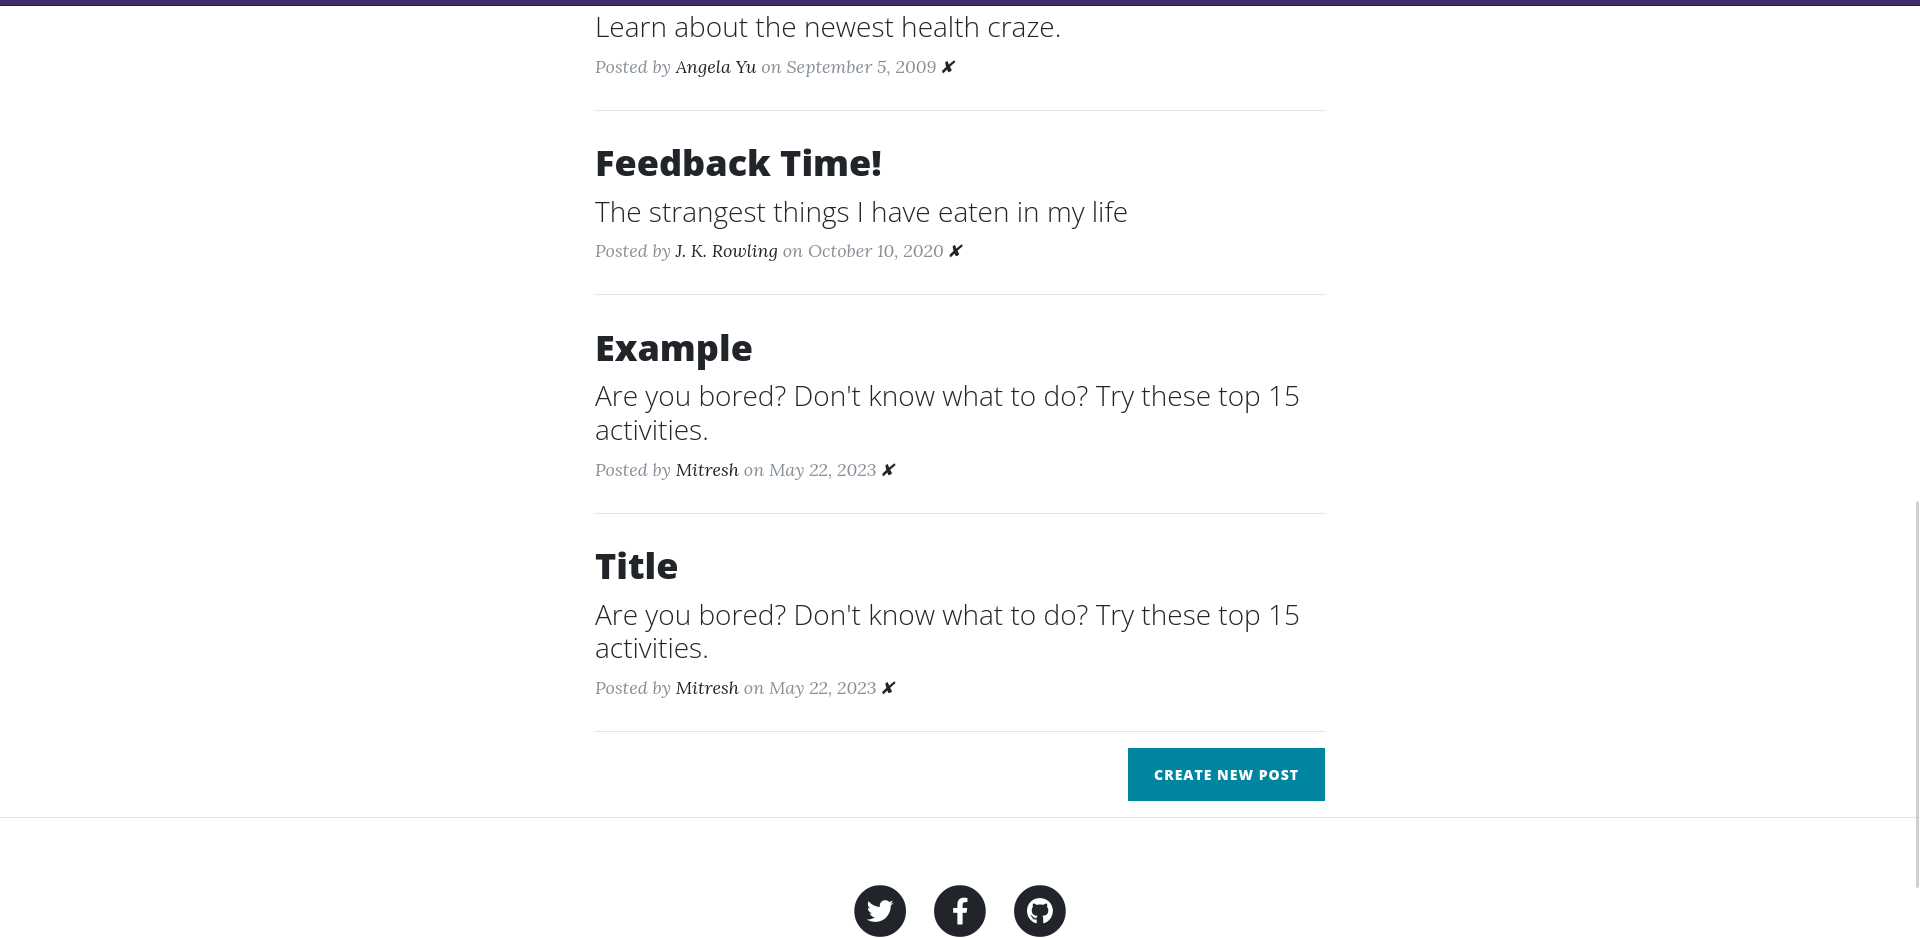 Learn about the newest health craze.
Posted by Angela Yu on September 5, 2009 ✘
Feedback Time!
The strangest things I have eaten in my life
Posted by J. K. Rowling on October 10, 2020 ✘
Example
Are you bored? Don't know what to do? Try these top 15
activities.
Posted by Mitresh on May 22, 2023 ✘
Title
Are you bored? Don't know what to do? Try these top 15
activities.
Posted by Mitresh on May 22, 2023 ✘
CREATE NEW POST